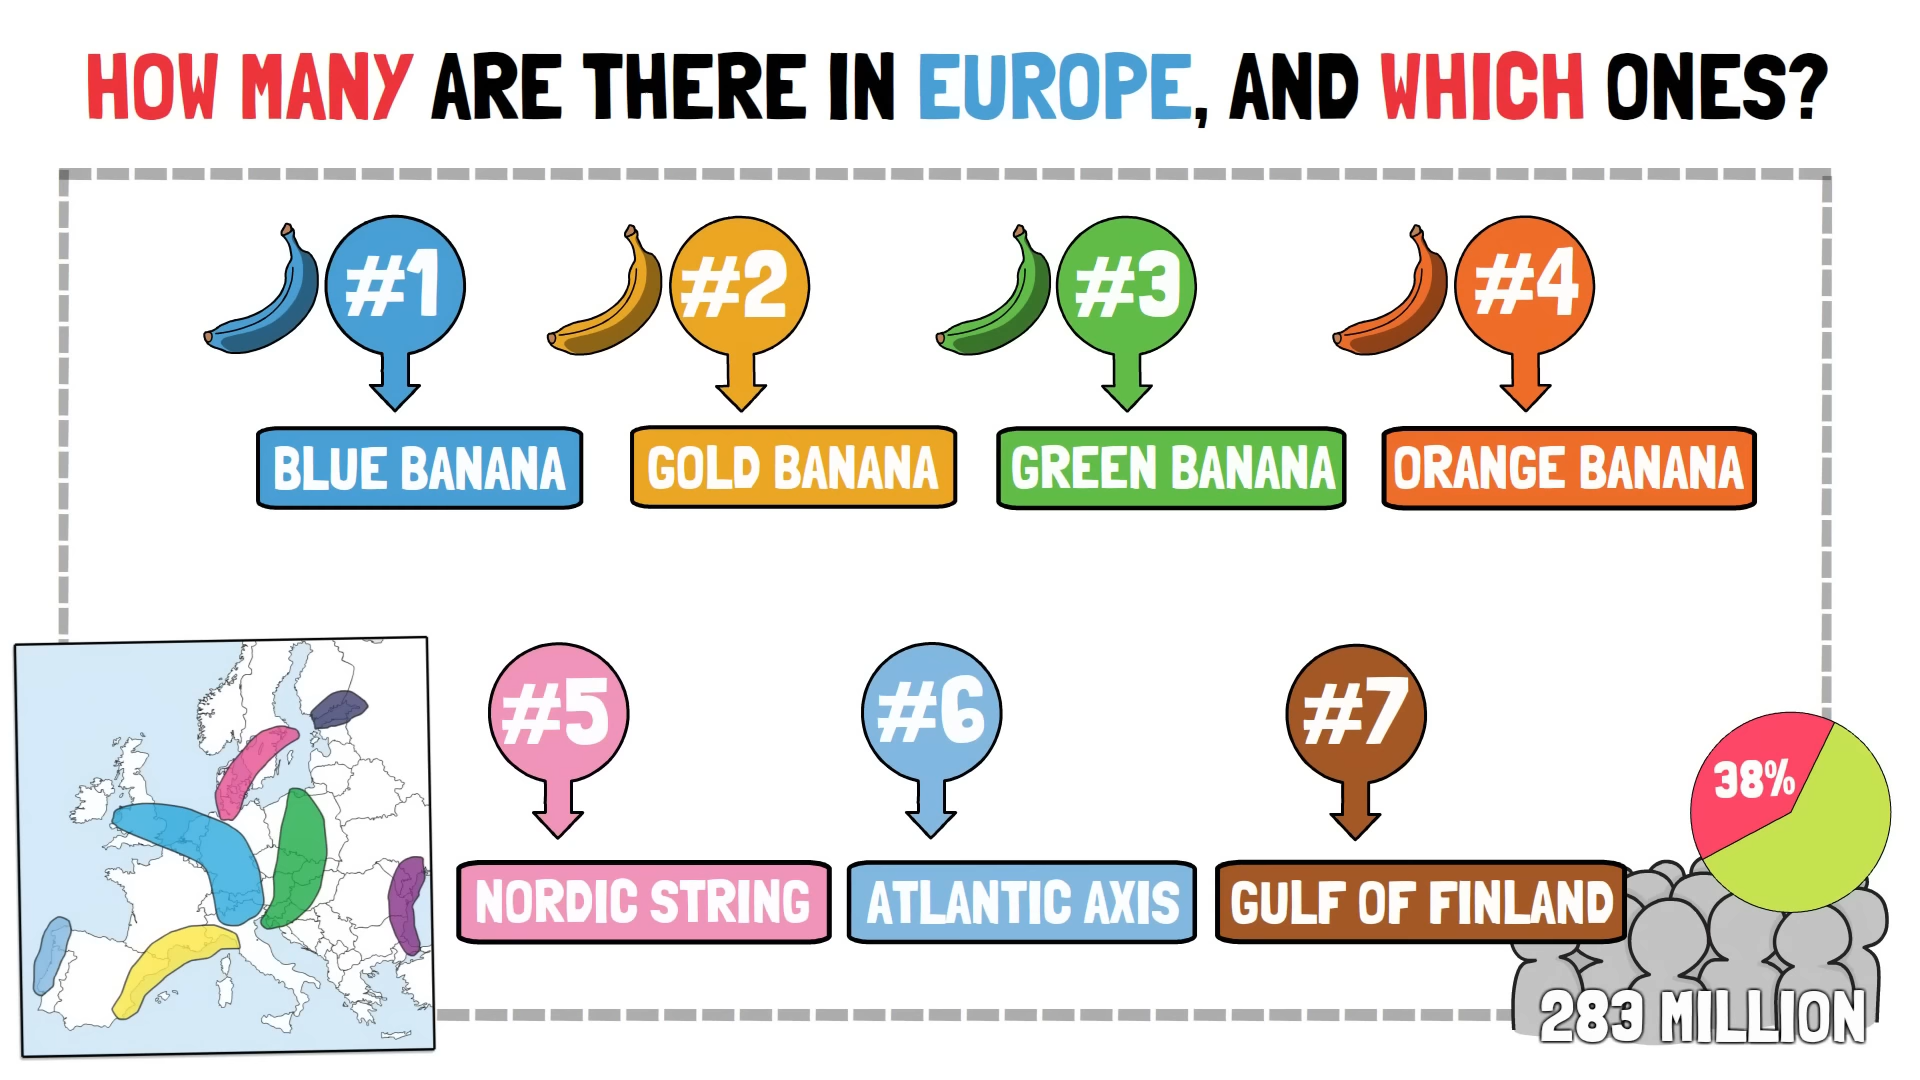 HOW MANY ARE THERE IN EUROPE, AND WHICH ONES?
#1 #2 #3 #4
BLUE BANANA GOLD BANANA GREEN BANANA ORANGE BANANA
#5 #6 #7
38%
NORDIC STRING ATLANTIC AXIS GULF OF FINLAND
283 MILLION